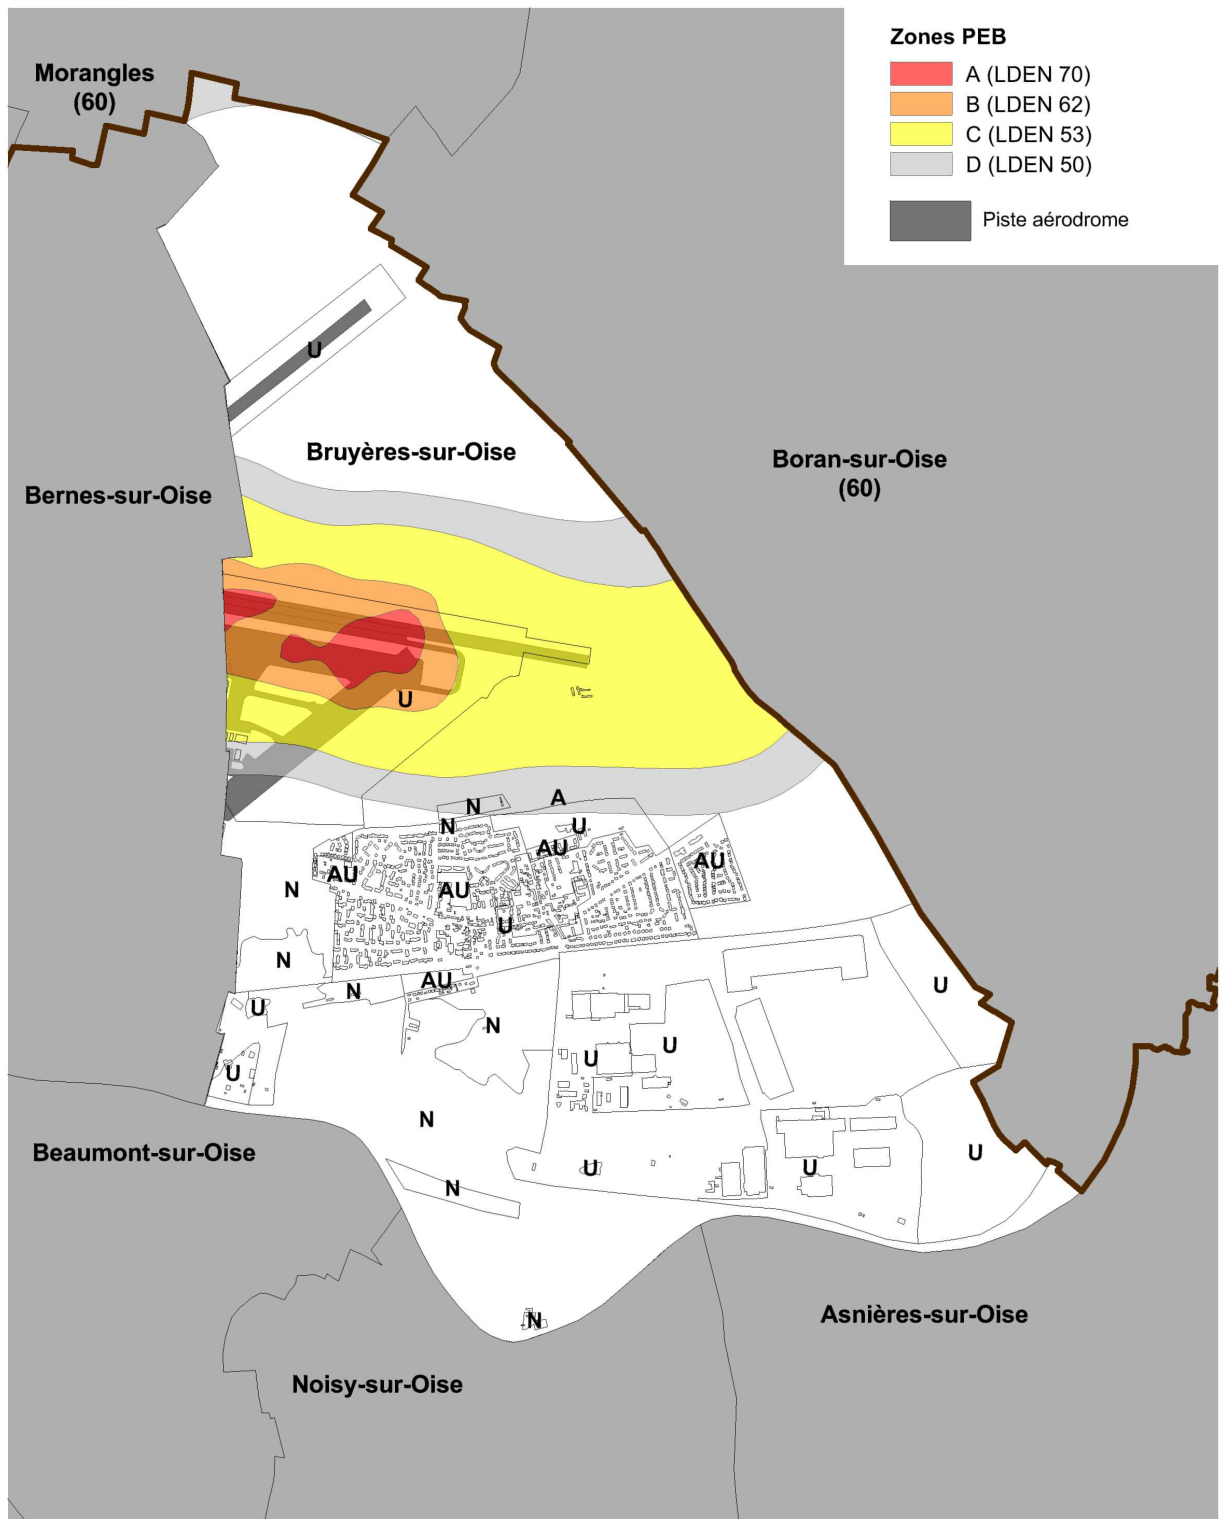 Zones PEB
A (LDEN 70)
B (LDEN 62)
C (LDEN 53)
D (LDEN 50)
Piste aérodrome
Morangles
(60)
U
Bruyères-sur-Oise
Boran-sur-Oise
(60)
Bernes-sur-Oise
U
A
N
N
U
AU
AU
AU
AU
N
U
N
AU
N
U
U
N
U
U
U
N
Beaumont-sur-Oise
U
U
U
N
N
Asnières-sur-Oise
Noisy-sur-Oise